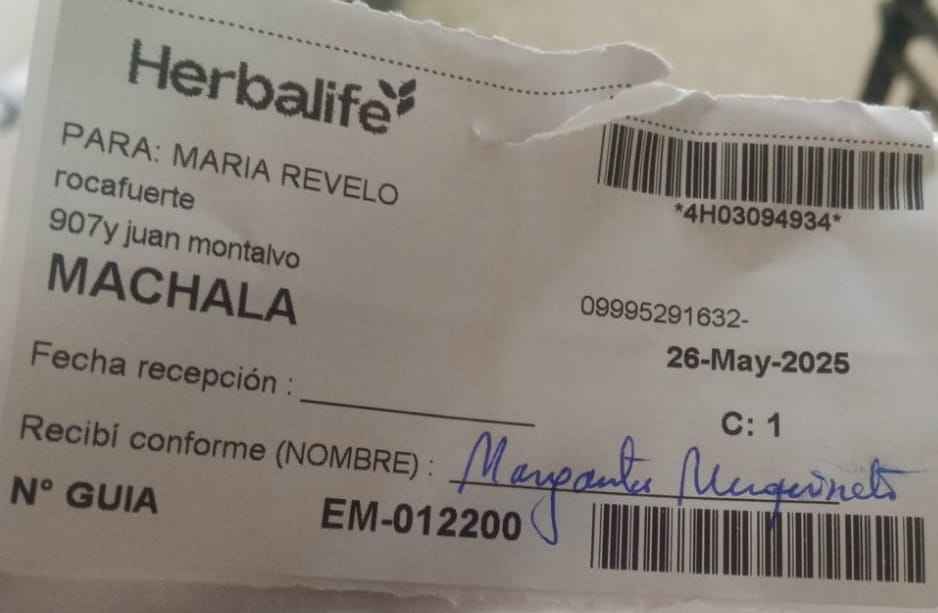 Herbalife
PARA: MARIA REVELO
rocafuerte
907y juan montalvo
MACHALA
*4H03094934*
09995291632-
26-May-2025
C: 1
Fecha recepción :
Recibí conforme (NOMBRE) :
N° GUIA
EM-012200